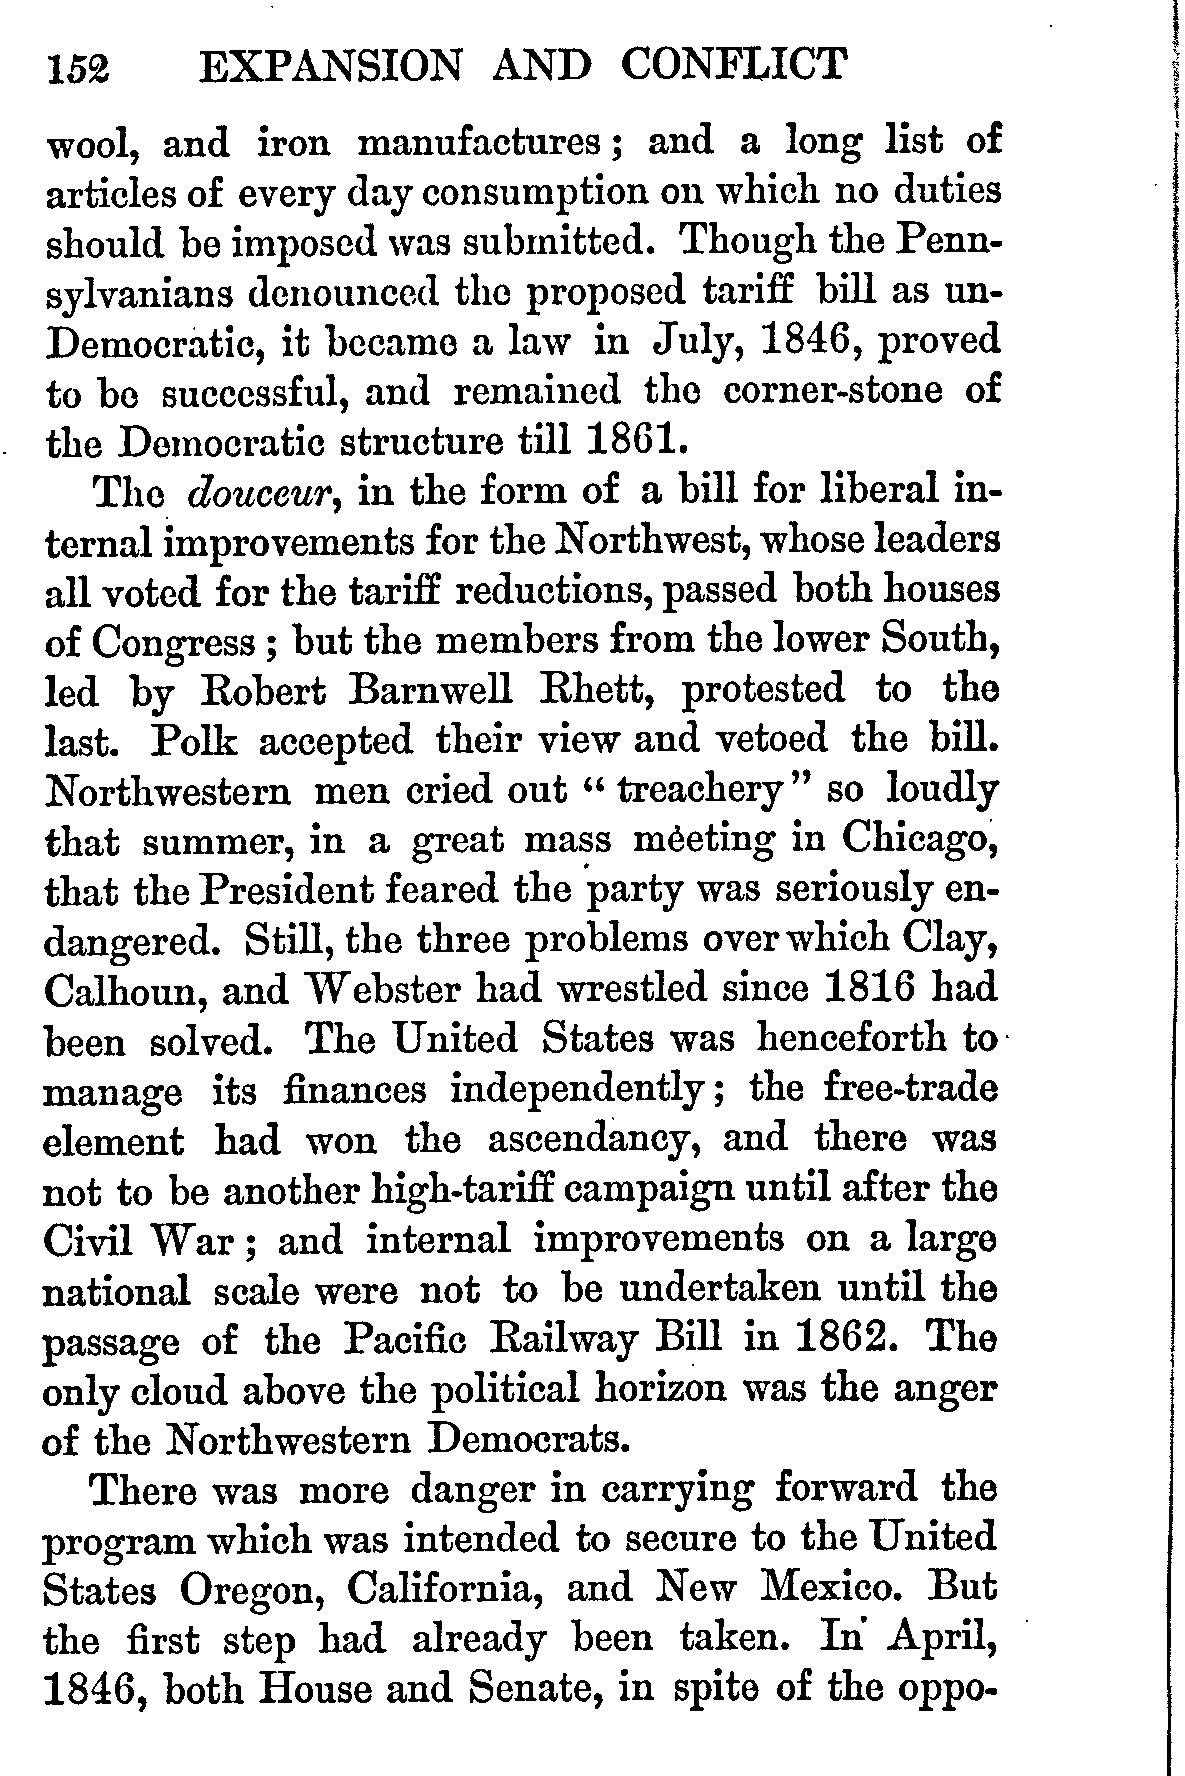 152 EXPANSION AND CONFLICT
wool, and iron manufactures; and a long list of
articles of every day consumption on which no duties
should be imposed was submitted. Though the Penn-
sylvanians denounced the proposed tariff bill as un-
Democratic, it became a law in July, 1846, proved
to be successful, and remained the corner-stone of
the Democratic structure till 1861.
The douceur, in the form of a bill for liberal in-
ternal improvements for the Northwest, whose leaders
all voted for the tariff reductions, passed both houses
of Congress; but the members from the lower South,
led by Robert Barnwell Rhett, protested to the
last. Polk accepted their view and vetoed the bill.
Northwestern men cried out "treachery" so loudly
that summer, in a great mass meeting in Chicago,
that the President feared the party was seriously en-
dangered. Still, the three problems over which Clay,
Calhoun, and Webster had wrestled since 1816 had
been solved. The United States was henceforth to
manage its finances independently; the free-trade
element had won the ascendancy, and there was
not to be another high-tariff campaign until after the
Civil War; and internal improvements on a large
national scale were not to be undertaken until the
passage of the Pacific Railway Bill in 1862. The
only cloud above the political horizon was the anger
of the Northwestern Democrats.
There was more danger in carrying forward the
program which was intended to secure to the United
States Oregon, California, and New Mexico. But
the first step had already been taken. In April,
1846, both House and Senate, in spite of the oppo-